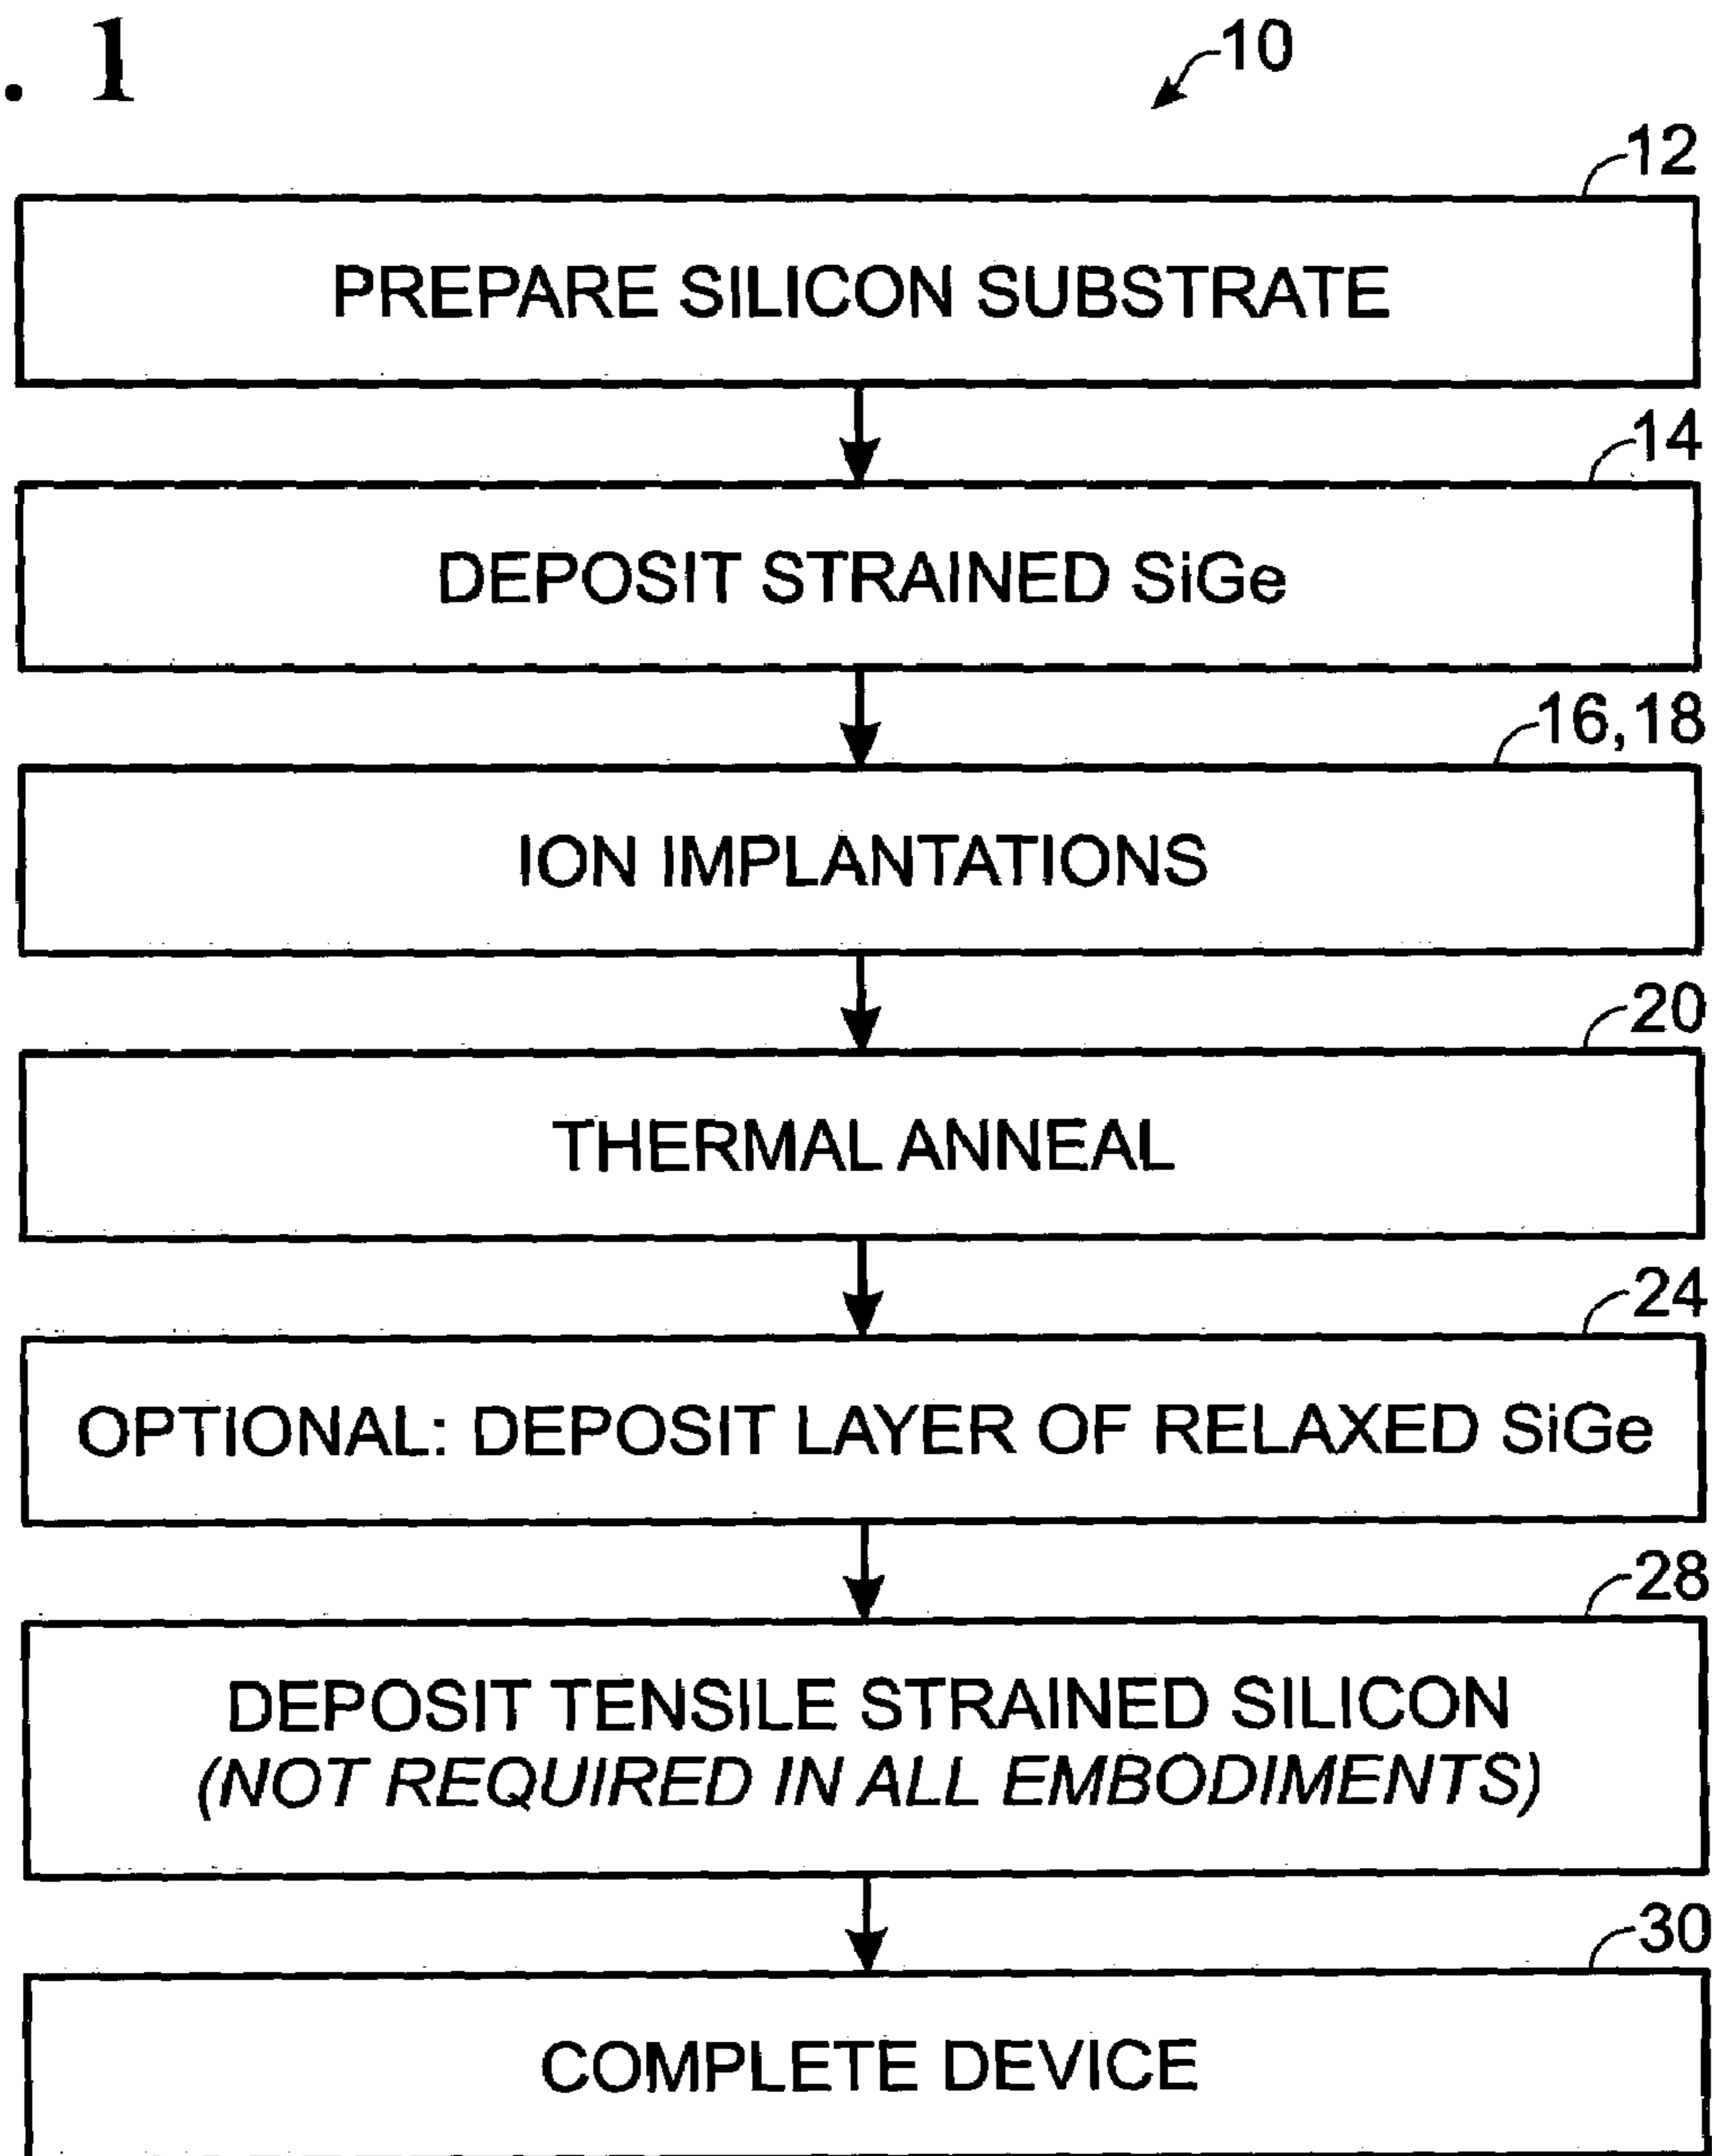 . 1
10
12
PREPARE SILICON SUBSTRATE
14
DEPOSIT STRAINED SiGe
16,18
ION IMPLANTATIONS
20
THERMAL ANNEAL
24
OPTIONAL: DEPOSIT LAYER OF RELAXED SiGe
28
DEPOSIT TENSILE STRAINED SILICON
(NOT REQUIRED IN ALL EMBODIMENTS)
30
COMPLETE DEVICE